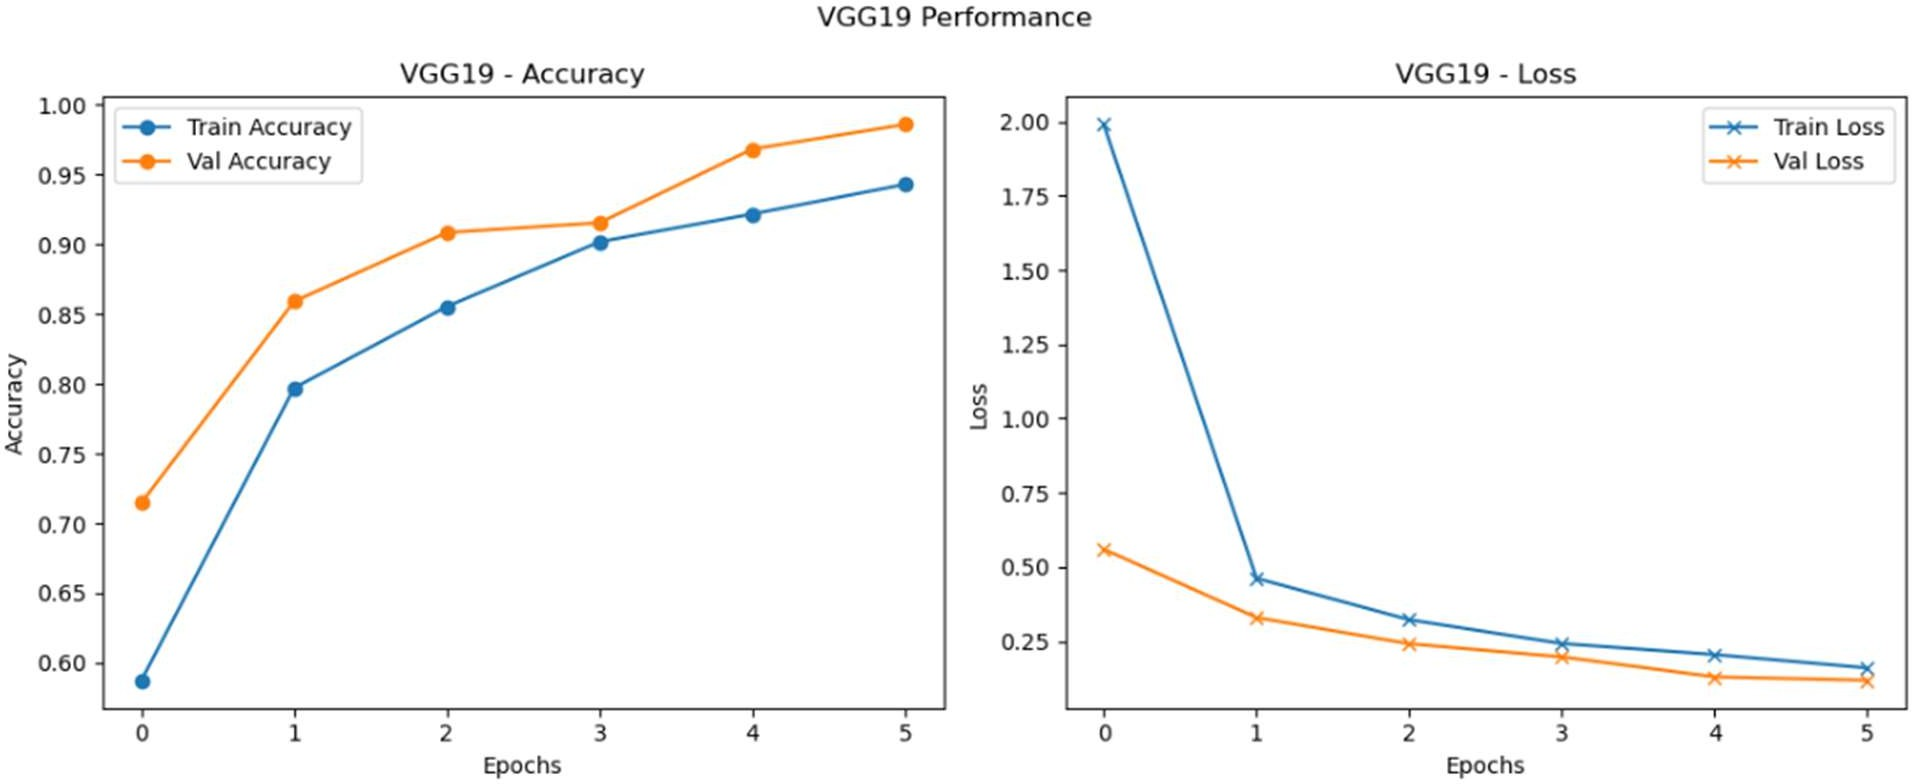 VGG19 Performance
VGG19 - Accuracy
1.00
0.95
0.90
0.85
0.80
0.75
0.70
0.65
0.60
Accuracy
Train Accuracy
Val Accuracy
0 1 2 3 4 5
Epochs
VGG19 - Loss
2.00
1.75
1.50
1.25
1.00
0.75
0.50
0.25
Loss
Train Loss
Val Loss
0 1 2 3 4 5
Epochs